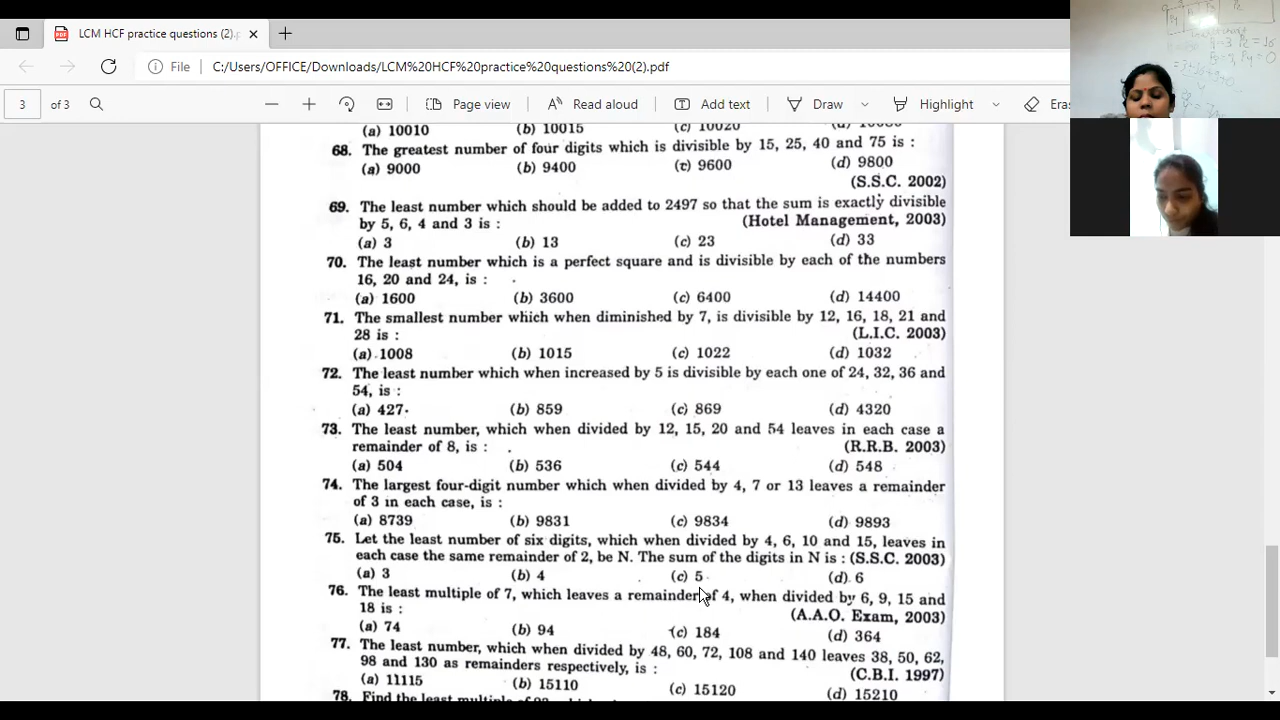 LCM HCF practice questions (2).p
File
C:/Users/OFFICE/Downloads/LCM%20HCF%20practice%20questions%20(2).pdf
3 of 3
Page view
Read aloud
Add text
Draw
Highlight
Eras
(a) 10010 (b) 10015 (c) 10020
68. The greatest number of four digits which is divisible by 15, 25, 40 and 75 is :
(a) 9000 (b) 9400 (c) 9600 (d) 9800
(S.S.C. 2002)
69. The least number which should be added to 2497 so that the sum is exactly divisible
by 5, 6, 4 and 3 is : (Hotel Management, 2003)
(a) 3 (b) 13 (c) 23 (d) 33
70. The least number which is a perfect square and is divisible by each of the numbers
16, 20 and 24, is :
(a) 1600 (b) 3600 (c) 6400 (d) 14400
71. The smallest number which when diminished by 7, is divisible by 12, 16, 18, 21 and
28 is : (L.I.C. 2003)
(a) 1008 (b) 1015 (c) 1022 (d) 1032
72. The least number which when increased by 5 is divisible by each one of 24, 32, 36 and
54, is :
(a) 427 (b) 859 (c) 869 (d) 4320
73. The least number, which when divided by 12, 15, 20 and 54 leaves in each case a
remainder of 8, is : (R.R.B. 2003)
(a) 504 (b) 536 (c) 544 (d) 548
74. The largest four-digit number which when divided by 4, 7 or 13 leaves a remainder
of 3 in each case, is :
(a) 8739 (b) 9831 (c) 9834 (d) 9893
75. Let the least number of six digits, which when divided by 4, 6, 10 and 15, leaves in
each case the same remainder of 2, be N. The sum of the digits in N is : (S.S.C. 2003)
(a) 3 (b) 4 (c) 5 (d) 6
76. The least multiple of 7, which leaves a remainder of 4, when divided by 6, 9, 15 and
18 is : (A.A.O. Exam, 2003)
(a) 74 (b) 94 (c) 184 (d) 364
77. The least number, which when divided by 48, 60, 72, 108 and 140 leaves 38, 50, 62,
98 and 130 as remainders respectively, is : (C.B.I. 1997)
(a) 11115 (b) 15110 (c) 15120 (d) 15210
78. Find the least multiple of